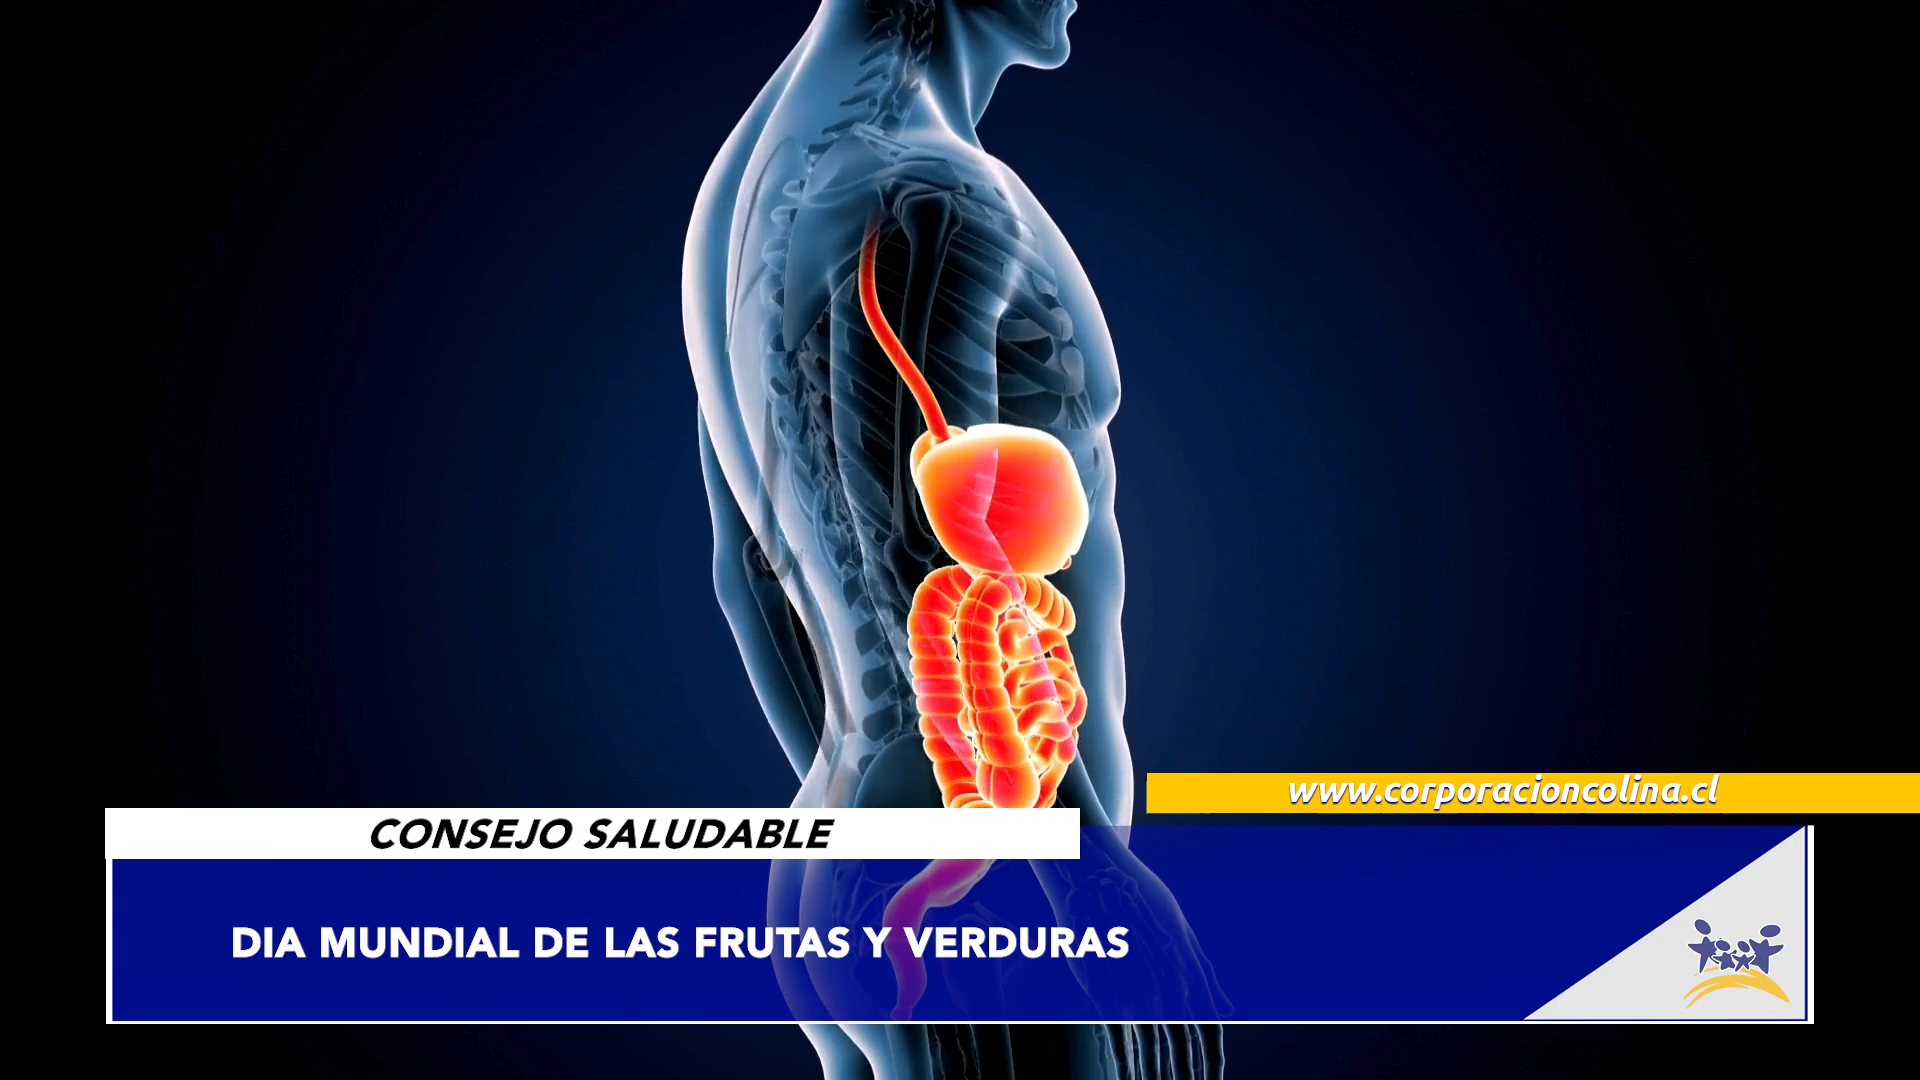 www.corporacioncolina.cl
CONSEJO SALUDABLE
DIA MUNDIAL DE LAS FRUTAS Y VERDURAS